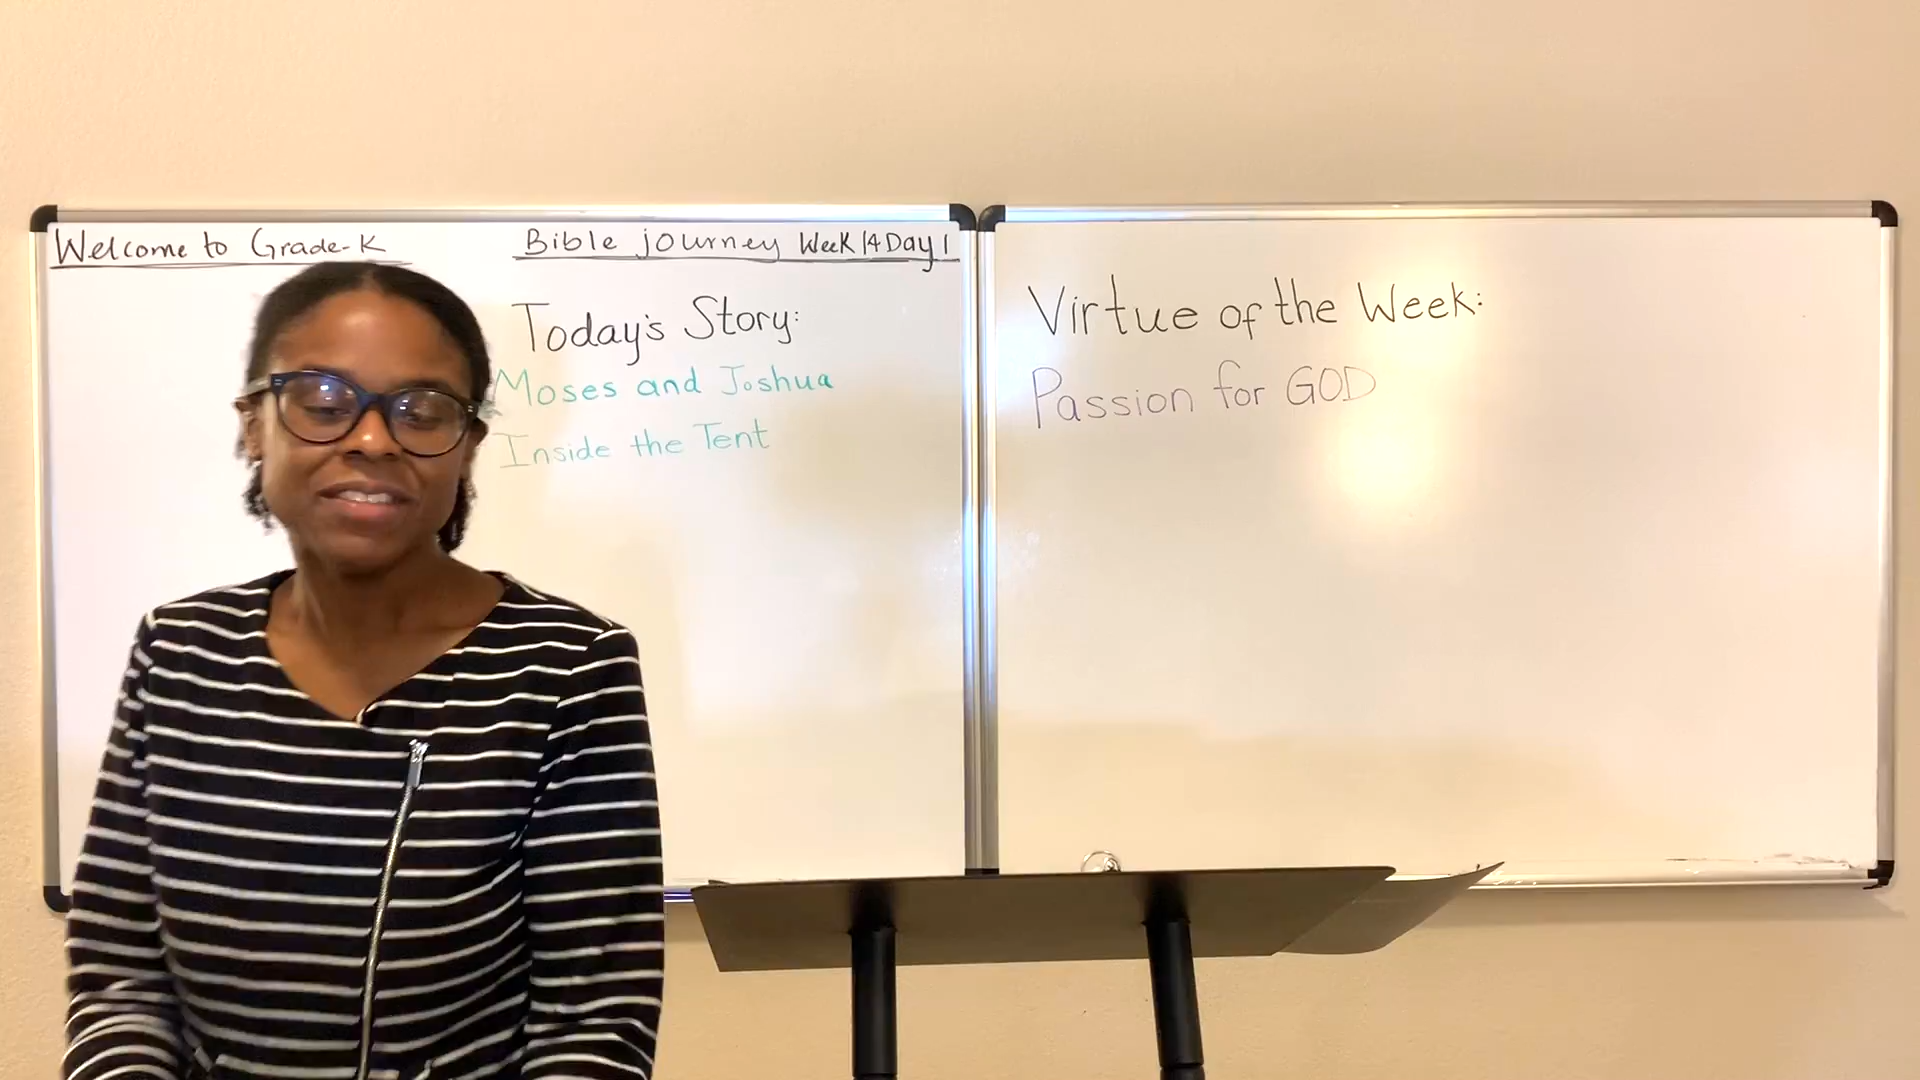 Welcome to Grade-K
Bible journey Week 14 Day 1
Today's Story:
Moses and Joshua
Inside the Tent
Virtue of the Week:
Passion for GOD